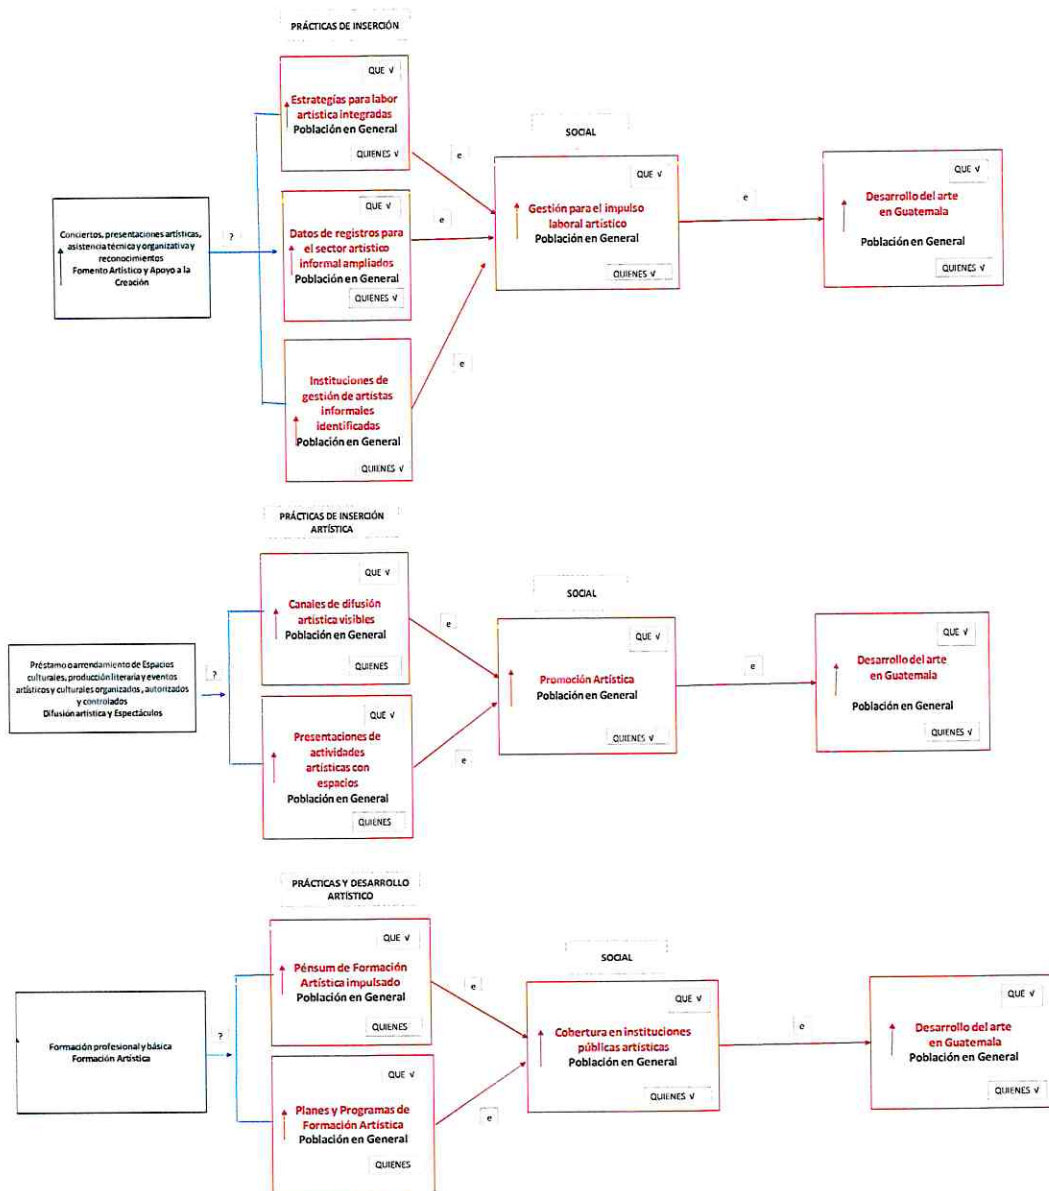 PRÁCTICAS DE INSERCIÓN
QUE √
Estrategías para labor
artística integradas
Población en General
QUIENES √
e
SOCIAL
QUE √
Gestión para el impulso
laboral artístico
Población en General
QUIENES √
e
QUE √
Desarrollo del arte
en Guatemala
Población en General
QUIENES √
Conciertos, presentaciones artísticas,
asistencia técnica y organizativa y
reconocimientos
Fomento Artístico y Apoyo a la
Creación
?
QUE √
Datos de registros para
el sector artístico
informal ampliados
Población en General
QUIENES √
e
Instituciones de
gestión de artistas
informales
identificadas
Población en General
QUIENES √
e
PRÁCTICAS DE INSERCIÓN
ARTÍSTICA
QUE √
Canales de difusión
artística visibles
Población en General
QUIENES
e
SOCIAL
QUE √
Promoción Artística
Población en General
QUIENES √
e
QUE √
Desarrollo del arte
en Guatemala
Población en General
QUIENES √
Préstamo o arrendamiento de Espacios
culturales, producción literaria y eventos
artísticos y culturales organizados, autorizados
y controlados
Difusión artística y Espectáculos
?
QUE √
Presentaciones de
actividades
artísticas con
espacios
Población en General
QUIENES
e
PRÁCTICAS Y DESARROLLO
ARTÍSTICO
QUE √
Pénsum de Formación
Artística impulsado
Población en General
QUIENES
e
SOCIAL
QUE √
Cobertura en instituciones
públicas artísticas
Población en General
QUIENES √
e
QUE √
Desarrollo del arte
en Guatemala
Población en General
QUIENES √
Formación profesional y básica
Formación Artística
?
QUE √
Planes y Programas de
Formación Artística
Población en General
QUIENES
e